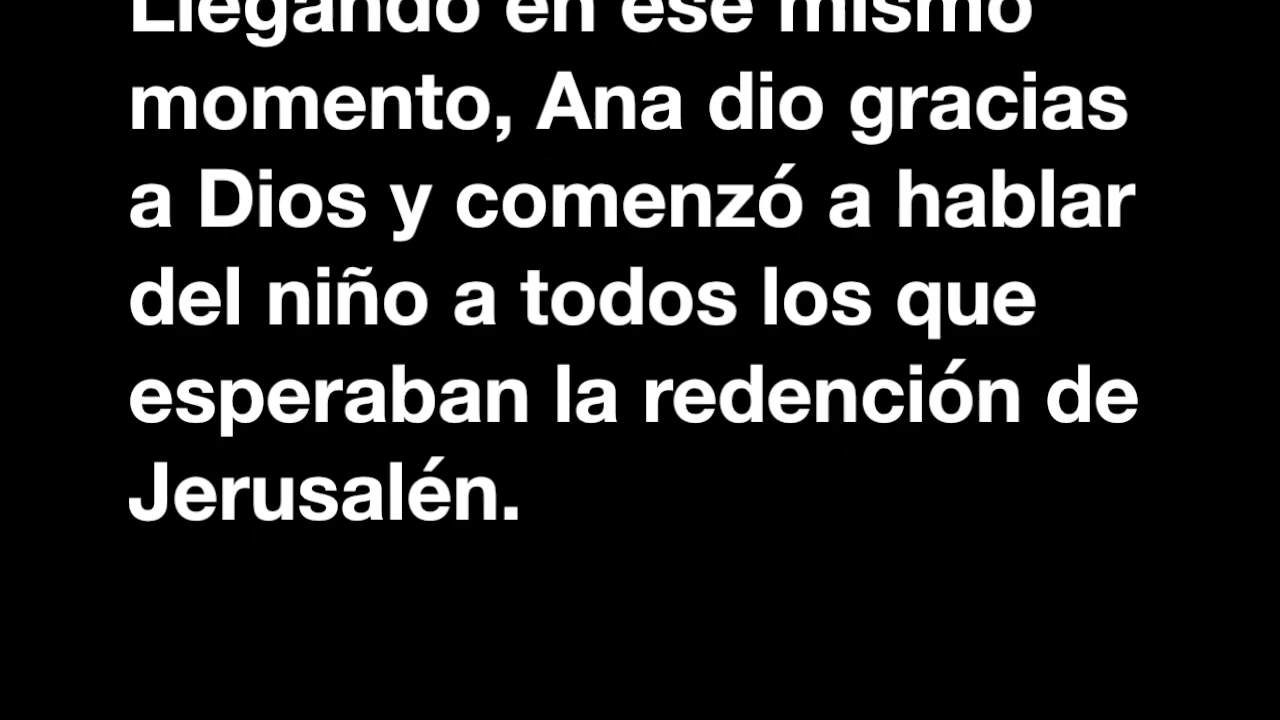 Llegando en ese mismo
momento, Ana dio gracias
a Dios y comenzó a hablar
del niño a todos los que
esperaban la redención de
Jerusalén.